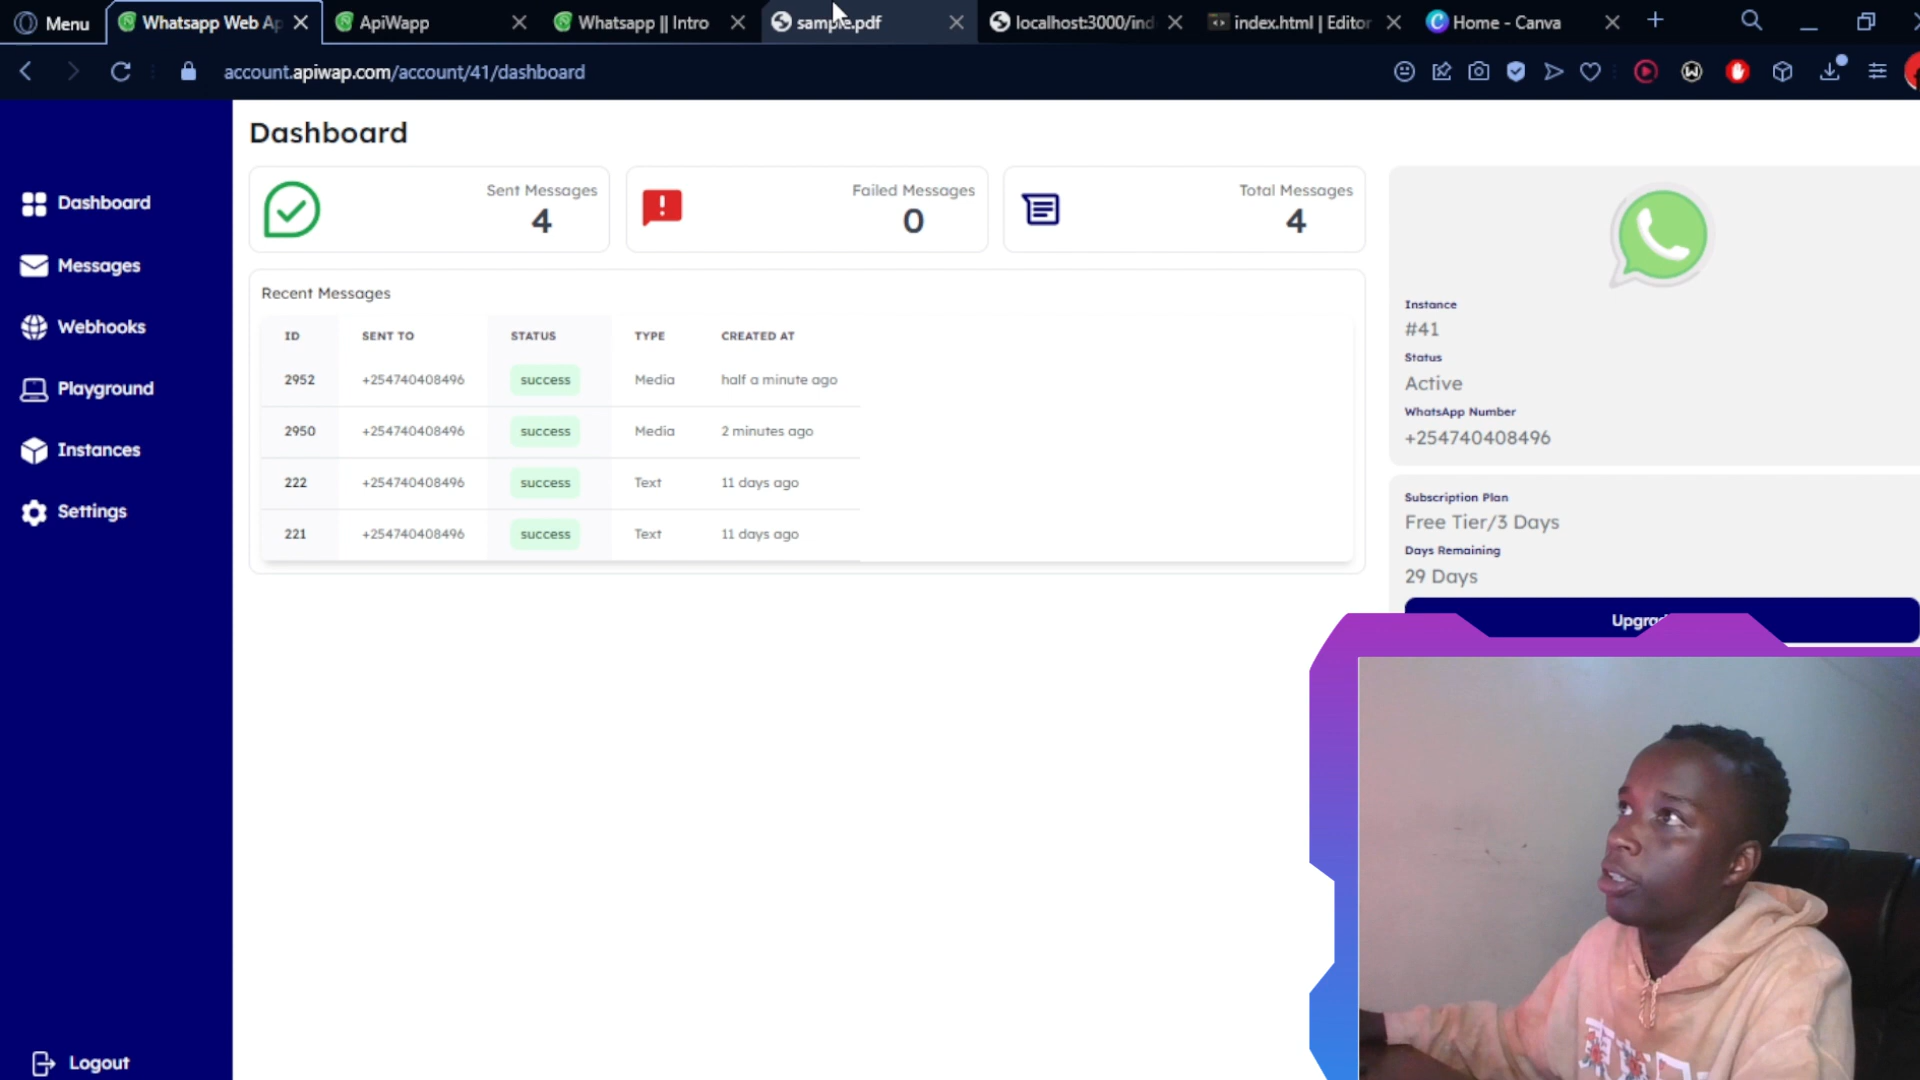 Menu
Whatsapp Web Ap
ApiWapp
Whatsapp || Intro
sample.pdf
localhost:3000/ind
index.html | Editor
Home - Canva
account.apiwap.com/account/41/dashboard
Dashboard
Messages
Webhooks
Playground
Instances
Settings
Logout
Dashboard
Sent Messages
4
Failed Messages
0
Total Messages
4
Recent Messages
ID SENT TO STATUS TYPE CREATED AT
2952 +254740408496 success Media half a minute ago
2950 +254740408496 success Media 2 minutes ago
222 +254740408496 success Text 11 days ago
221 +254740408496 success Text 11 days ago
Instance
#41
Status
Active
WhatsApp Number
+254740408496
Subscription Plan
Free Tier/3 Days
Days Remaining
29 Days
Upgrad